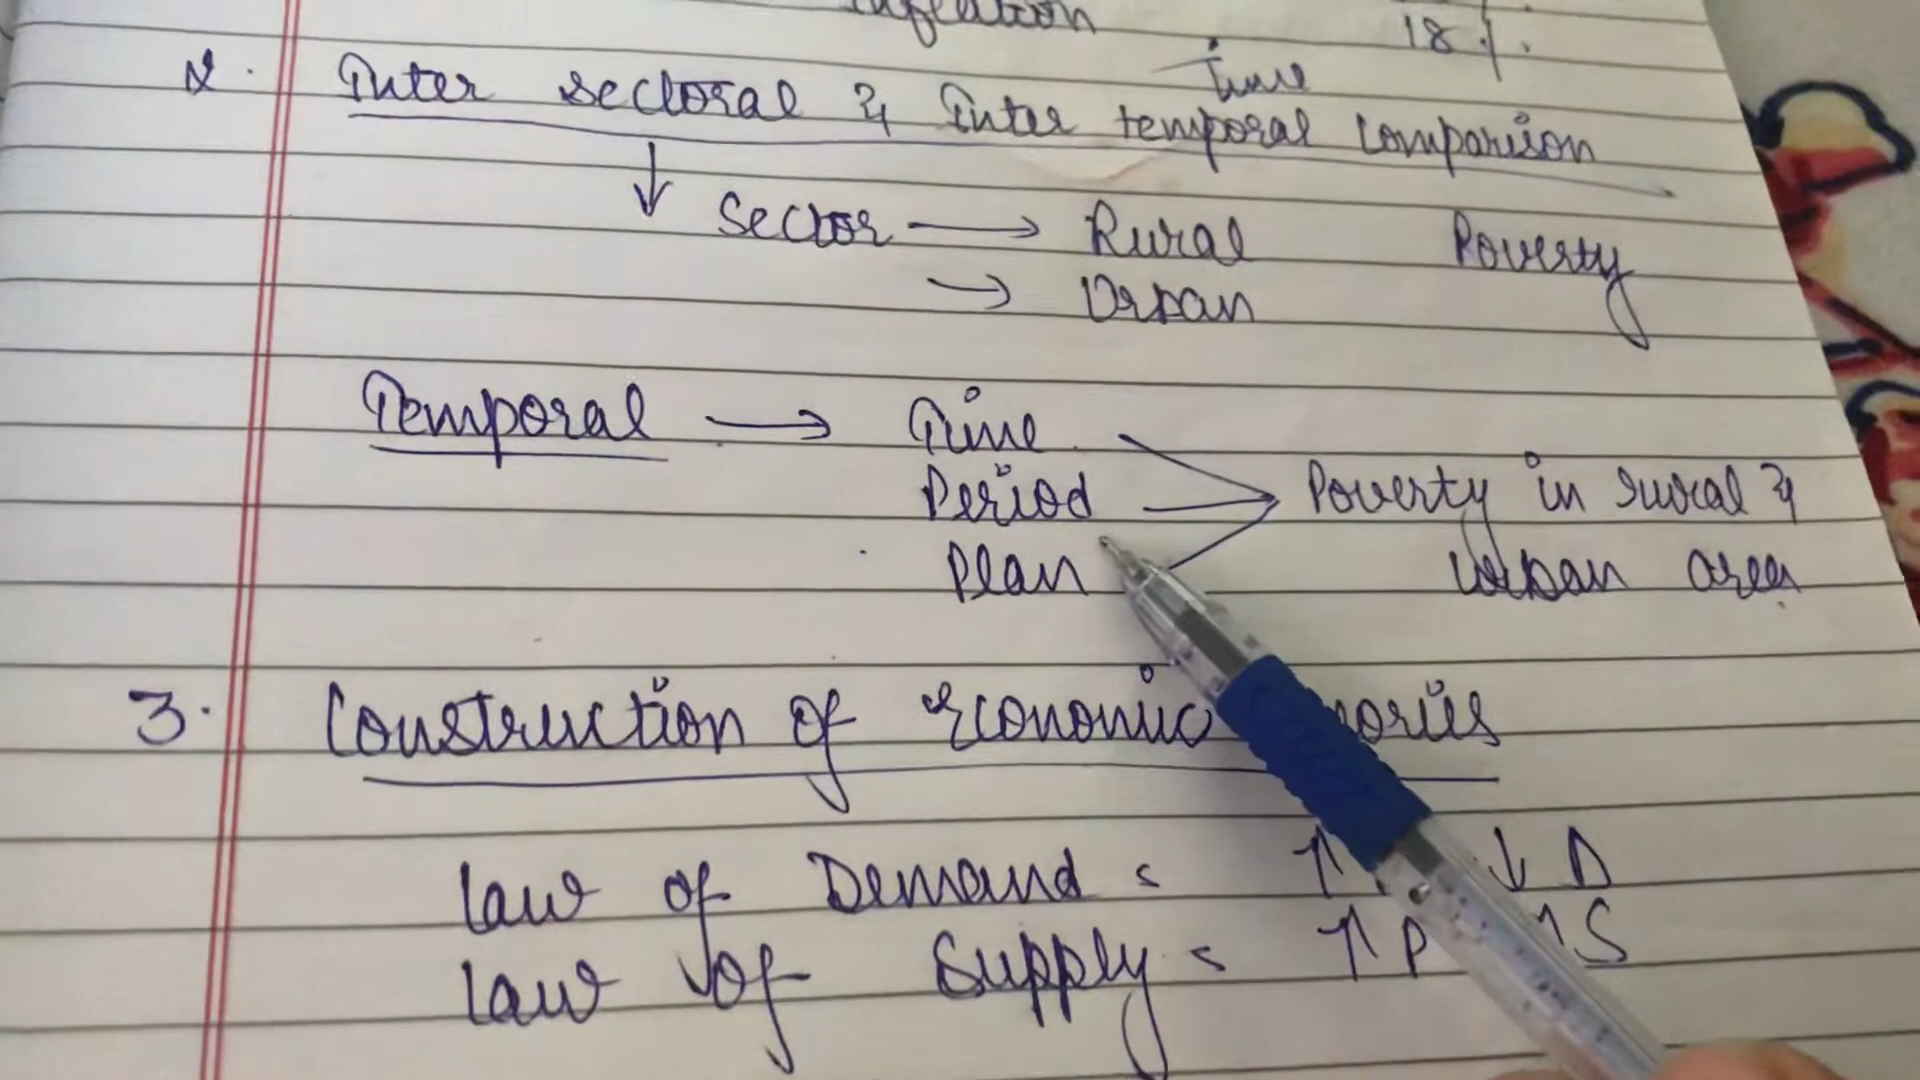 Inflation 18%.
Time
2. Inter sectoral & Inter temporal comparison
Sector → Rural Poverty
→ Urban
Temporal → Time
Period Poverty in rural &
Plan urban area
3. Construction of Economic
Law of Demand = ↑ ↓ D
Law of Supply = ↑ P ↑ S